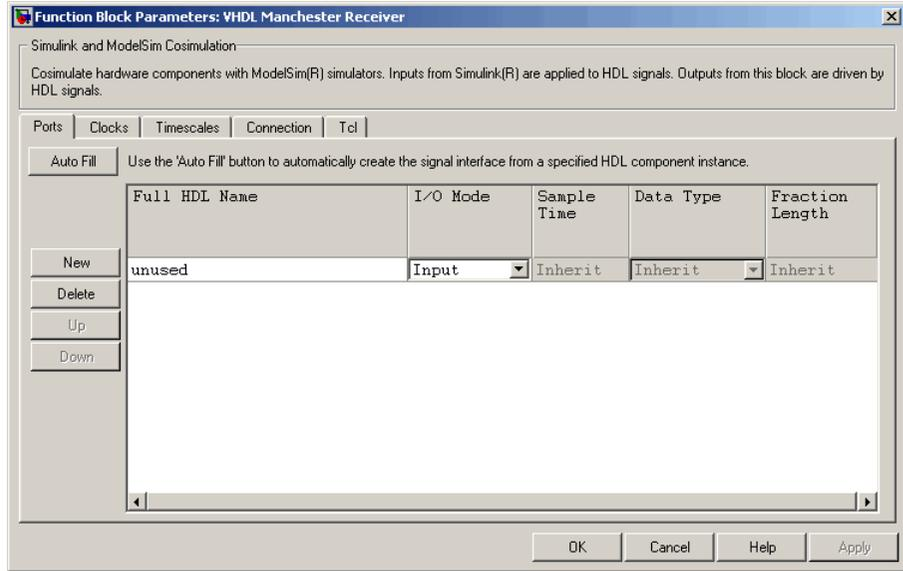 Function Block Parameters: VHDL Manchester Receiver
Simulink and ModelSim Cosimulation
Cosimulate hardware components with ModelSim(R) simulators. Inputs from Simulink(R) are applied to HDL signals. Outputs from this block are driven by
HDL signals.
Ports Clocks Timescales Connection Tcl
Auto Fill Use the 'Auto Fill' button to automatically create the signal interface from a specified HDL component instance.
Full HDL Name I/O Mode Sample Time Data Type Fraction Length
New
unused Input Inherit Inherit Inherit
Delete
Up
Down
OK Cancel Help Apply